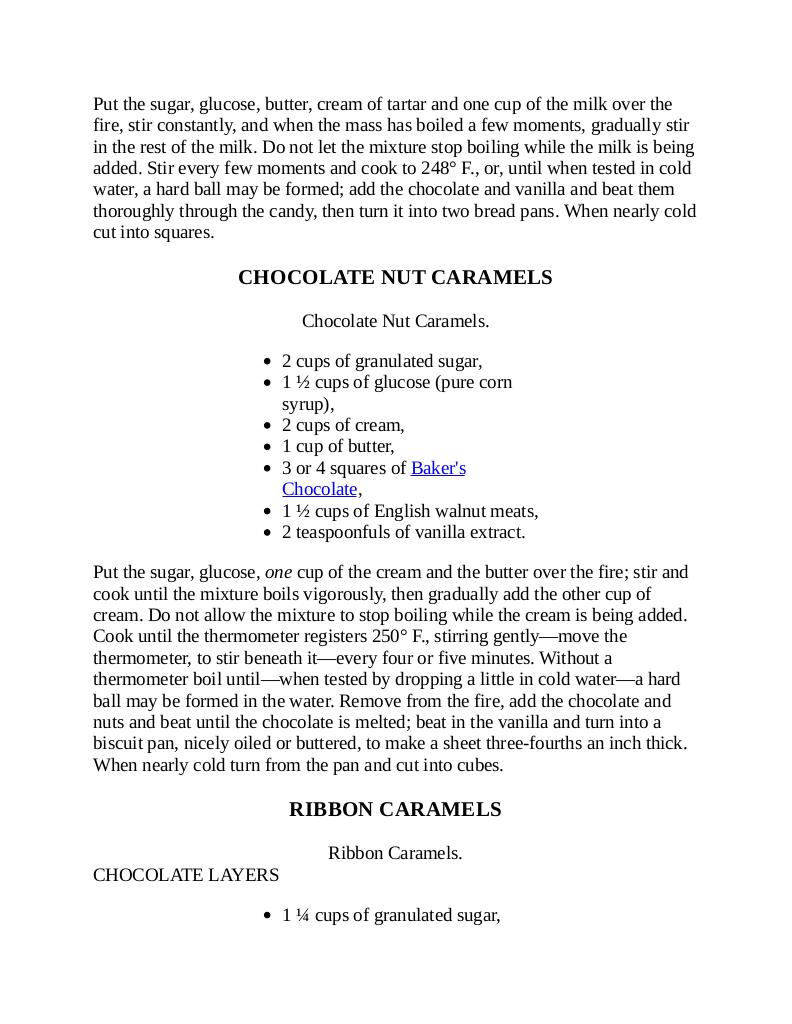 Put the sugar, glucose, butter, cream of tartar and one cup of the milk over the
fire, stir constantly, and when the mass has boiled a few moments, gradually stir
in the rest of the milk. Do not let the mixture stop boiling while the milk is being
added. Stir every few moments and cook to 248° F., or, until when tested in cold
water, a hard ball may be formed; add the chocolate and vanilla and beat them
thoroughly through the candy, then turn it into two bread pans. When nearly cold
cut into squares.
CHOCOLATE NUT CARAMELS
Chocolate Nut Caramels.
• 2 cups of granulated sugar,
• 1 ½ cups of glucose (pure corn
syrup),
• 2 cups of cream,
• 1 cup of butter,
• 3 or 4 squares of Baker's
Chocolate,
• 1 ½ cups of English walnut meats,
• 2 teaspoonfuls of vanilla extract.
Put the sugar, glucose, one cup of the cream and the butter over the fire; stir and
cook until the mixture boils vigorously, then gradually add the other cup of
cream. Do not allow the mixture to stop boiling while the cream is being added.
Cook until the thermometer registers 250° F., stirring gently—move the
thermometer, to stir beneath it—every four or five minutes. Without a
thermometer boil until—when tested by dropping a little in cold water—a hard
ball may be formed in the water. Remove from the fire, add the chocolate and
nuts and beat until the chocolate is melted; beat in the vanilla and turn into a
biscuit pan, nicely oiled or buttered, to make a sheet three-fourths an inch thick.
When nearly cold turn from the pan and cut into cubes.
RIBBON CARAMELS
Ribbon Caramels.
CHOCOLATE LAYERS
• 1 ¼ cups of granulated sugar,